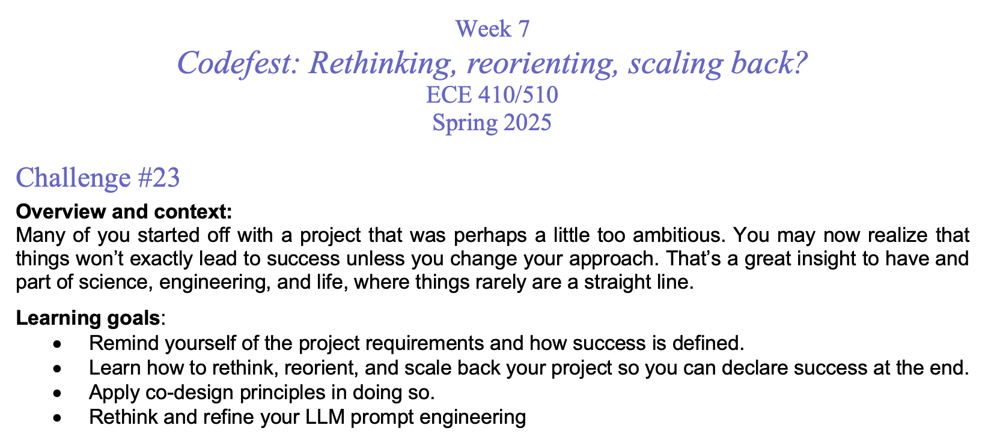 Week 7
Codefest: Rethinking, reorienting, scaling back?
ECE 410/510
Spring 2025
Challenge #23
Overview and context:
Many of you started off with a project that was perhaps a little too ambitious. You may now realize that
things won’t exactly lead to success unless you change your approach. That’s a great insight to have and
part of science, engineering, and life, where things rarely are a straight line.
Learning goals:
• Remind yourself of the project requirements and how success is defined.
• Learn how to rethink, reorient, and scale back your project so you can declare success at the end.
• Apply co-design principles in doing so.
• Rethink and refine your LLM prompt engineering